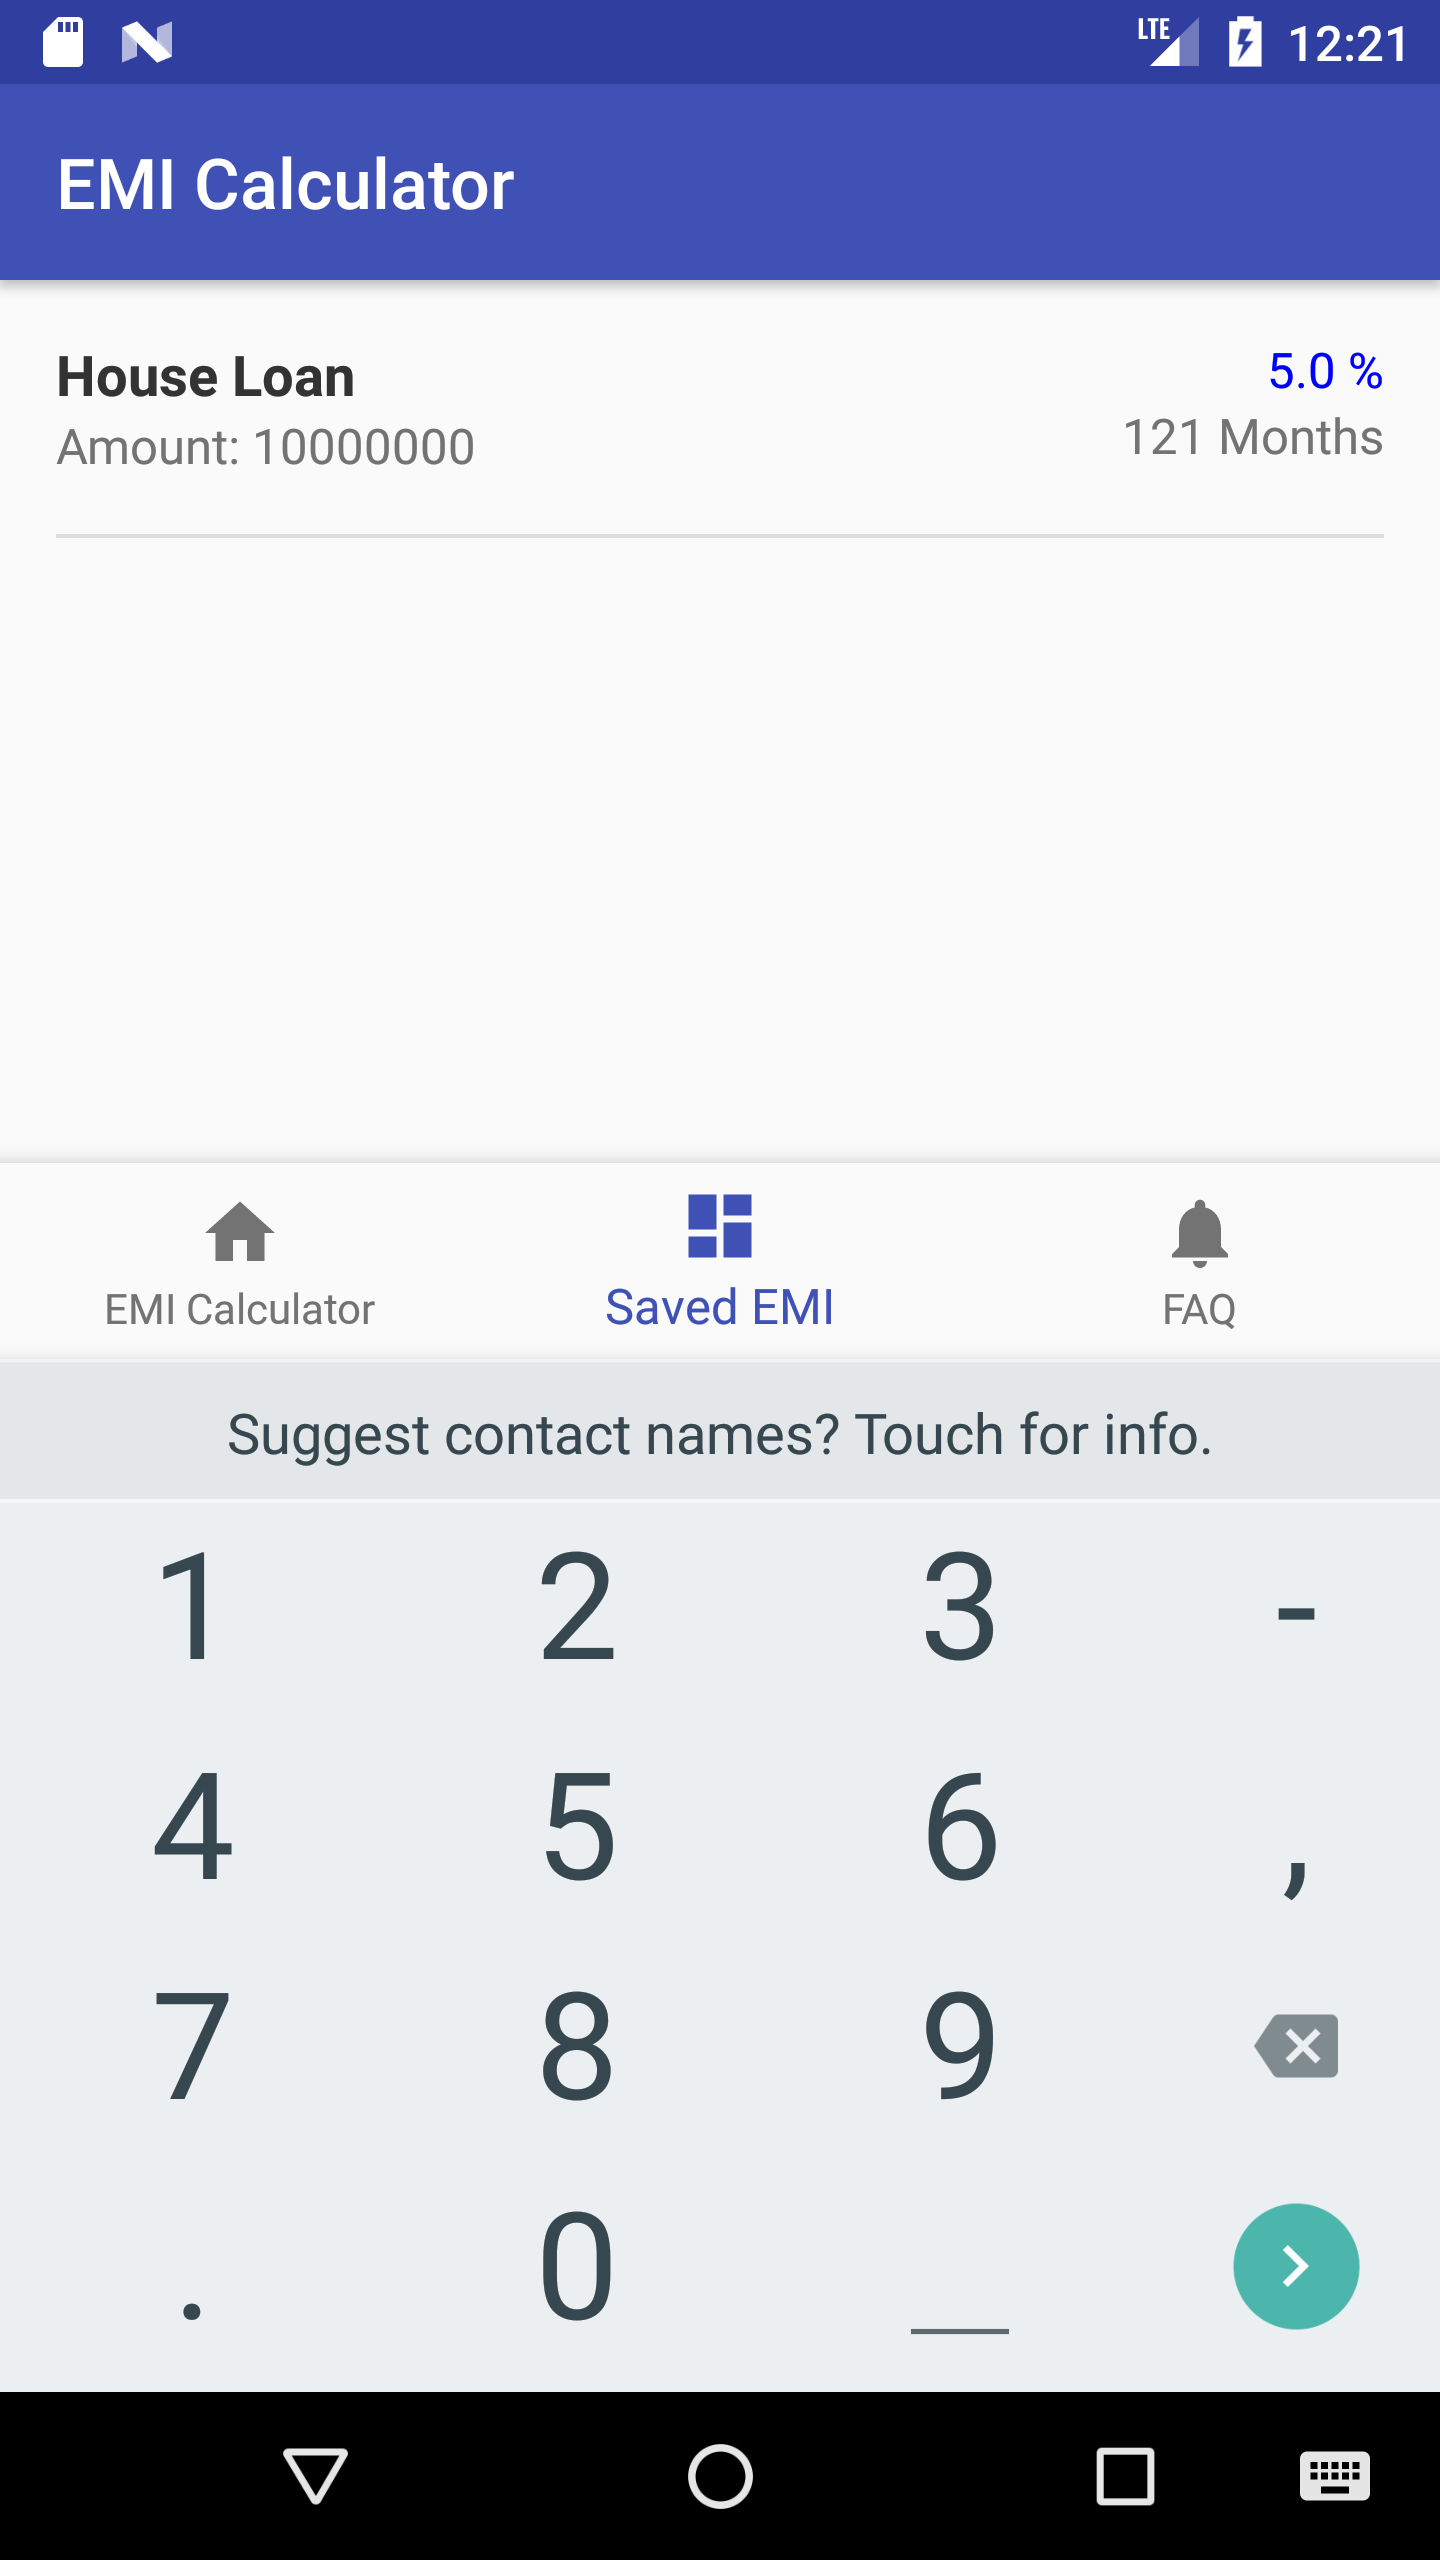 LTE 12:21
EMI Calculator
House Loan
5.0 %
Amount: 10000000
121 Months
EMI Calculator
Saved EMI
FAQ
Suggest contact names? Touch for info.
1 2 3 -
4 5 6 ,
7 8 9
. 0